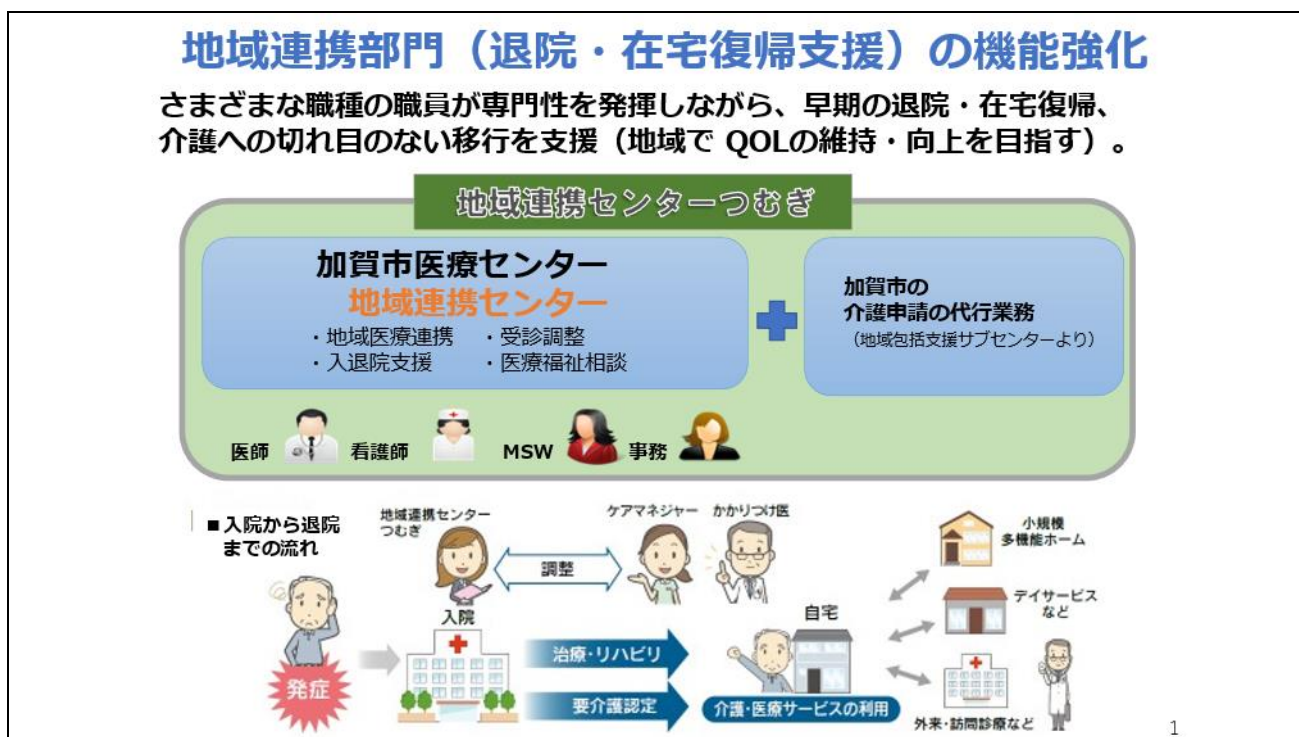 地域連携部門（退院・在宅復帰支援）の機能強化
さまざまな職種の職員が専門性を発揮しながら、早期の退院・在宅復帰、
介護への切れ目のない移行を支援（地域で QOLの維持・向上を目指す）。
地域連携センターつむぎ
加賀市医療センター
地域連携センター
・地域医療連携 ・受診調整
・入退院支援 ・医療福祉相談
加賀市の
介護申請の代行業務
（地域包括支援サブセンターより）
医師 看護師 MSW 事務
■入院から退院
までの流れ
地域連携センター
つむぎ
調整
ケアマネジャー かかりつけ医
発症
入院
治療・リハビリ
要介護認定
自宅
介護・医療サービスの利用
小規模
多機能ホーム
デイサービス
など
外来・訪問診療など
1